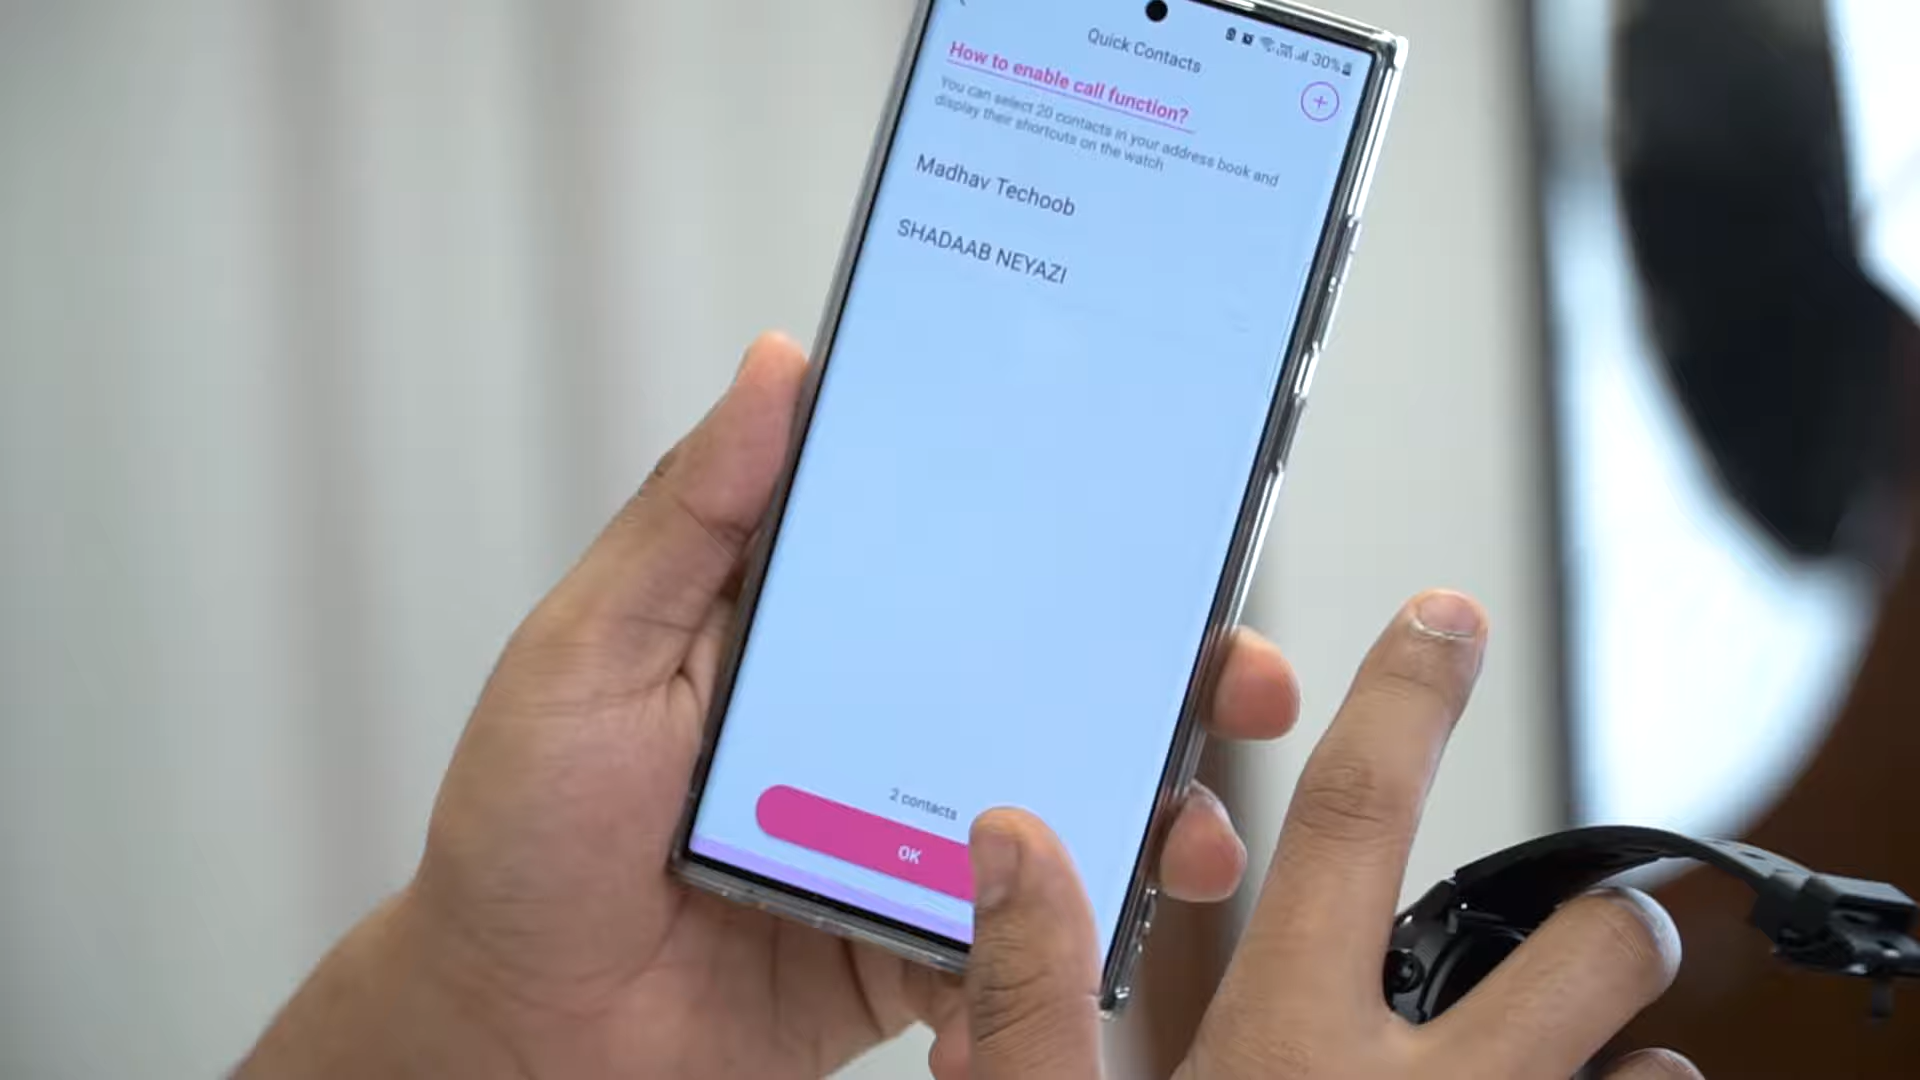 Quick Contacts
30%
How to enable call function?
You can select 20 contacts in your address book and
display their shortcuts on the watch
Madhav Techoob
SHADAAB NEYAZI
2 contacts
OK